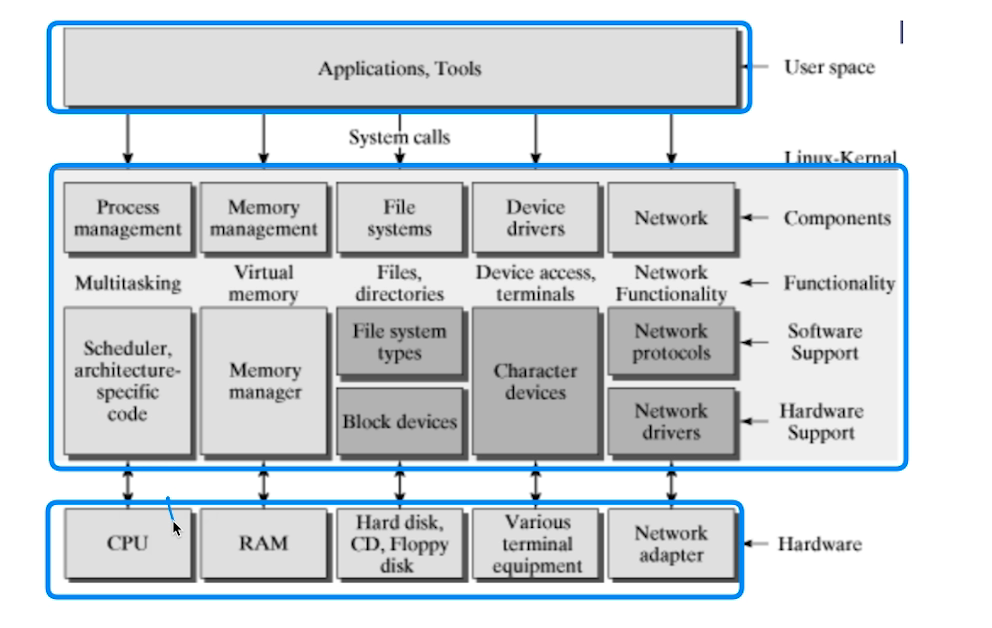 Applications, Tools
User space
System calls
Linux-Kernel
Process
management
Memory
management
File
systems
Device
drivers
Network
Components
Multitasking
Virtual
memory
Files,
directories
Device access,
terminals
Network
Functionality
Functionality
Scheduler,
architecture-
specific
code
Memory
manager
File system
types
Block devices
Character
devices
Network
protocols
Network
drivers
Software
Support
Hardware
Support
CPU
RAM
Hard disk,
CD, Floppy
disk
Various
terminal
equipment
Network
adapter
Hardware